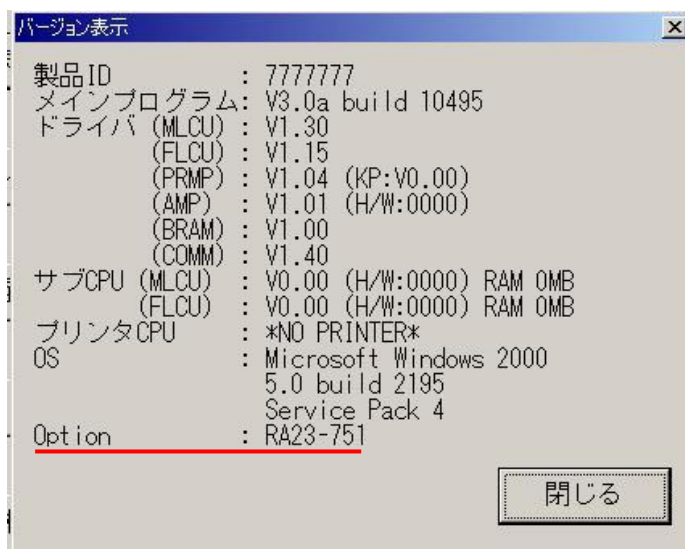 バージョン表示
製品ID : 7777777
メインプログラム: V3.0a build 10495
ドライバ (MLCU) : V1.30
(FLCU) : V1.15
(PRMP) : V1.04 (KP:V0.00)
(AMP) : V1.01 (H/W:0000)
(BRAM) : V1.00
(COMM) : V1.40
サブCPU (MLCU) : V0.00 (H/W:0000) RAM 0MB
(FLCU) : V0.00 (H/W:0000) RAM 0MB
プリンタCPU : *NO PRINTER*
OS : Microsoft Windows 2000
5.0 build 2195
Service Pack 4
Option : RA23-751
閉じる